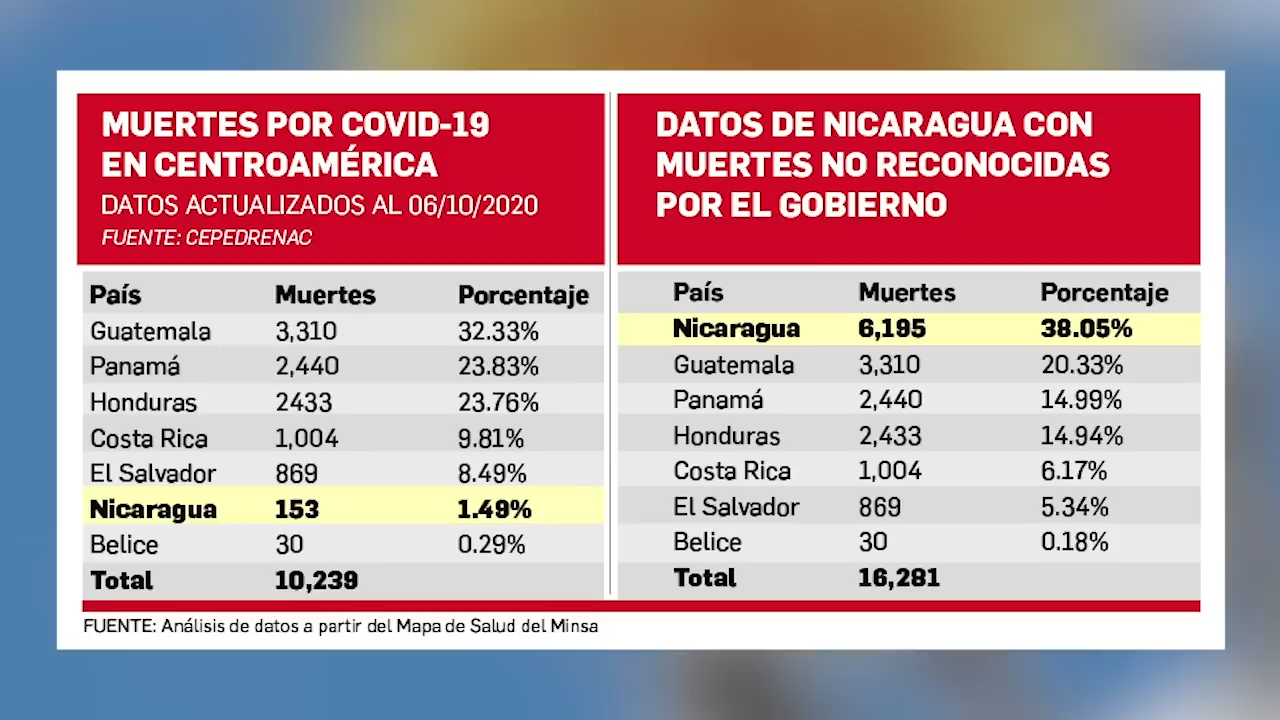 MUERTES POR COVID-19
EN CENTROAMÉRICA
DATOS ACTUALIZADOS AL 06/10/2020
FUENTE: CEPEDRENAC
País Muertes Porcentaje
Guatemala 3,310 32.33%
Panamá 2,440 23.83%
Honduras 2433 23.76%
Costa Rica 1,004 9.81%
El Salvador 869 8.49%
Nicaragua 153 1.49%
Belice 30 0.29%
Total 10,239
DATOS DE NICARAGUA CON
MUERTES NO RECONOCIDAS
POR EL GOBIERNO
País Muertes Porcentaje
Nicaragua 6,195 38.05%
Guatemala 3,310 20.33%
Panamá 2,440 14.99%
Honduras 2,433 14.94%
Costa Rica 1,004 6.17%
El Salvador 869 5.34%
Belice 30 0.18%
Total 16,281
FUENTE: Análisis de datos a partir del Mapa de Salud del Minsa